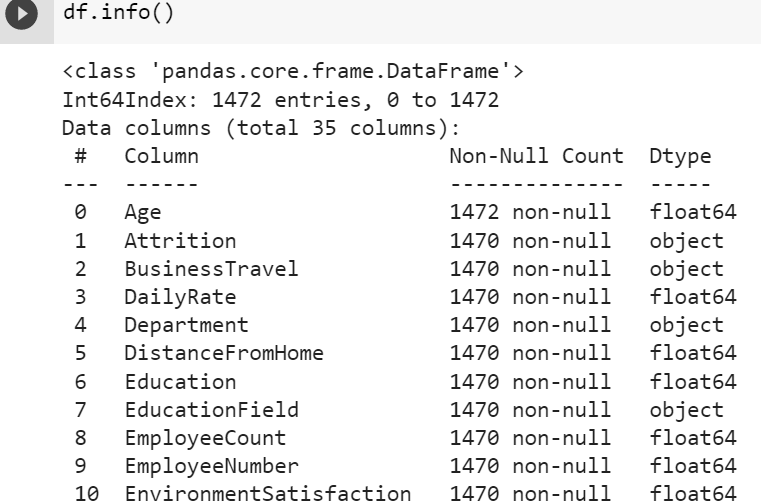 df.info()
<class 'pandas.core.frame.DataFrame'>
Int64Index: 1472 entries, 0 to 1472
Data columns (total 35 columns):
 #   Column                    Non-Null Count  Dtype
---  ------                    --------------  -----
 0   Age                       1472 non-null   float64
 1   Attrition                 1470 non-null   object
 2   BusinessTravel            1470 non-null   object
 3   DailyRate                 1470 non-null   float64
 4   Department                1470 non-null   object
 5   DistanceFromHome          1470 non-null   float64
 6   Education                 1470 non-null   float64
 7   EducationField            1470 non-null   object
 8   EmployeeCount             1470 non-null   float64
 9   EmployeeNumber            1470 non-null   float64
 10  EnvironmentSatisfaction   1470 non-null   float64